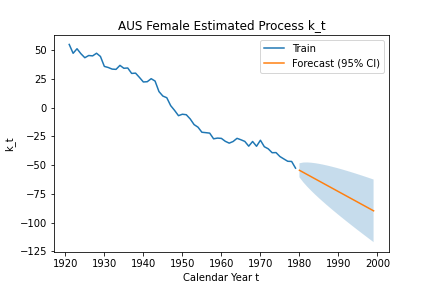 AUS Female Estimated Process k_t
Train
Forecast (95% CI)
50
25
0
−25
−50
−75
−100
−125
k_t
1920 1930 1940 1950 1960 1970 1980 1990 2000
Calendar Year t